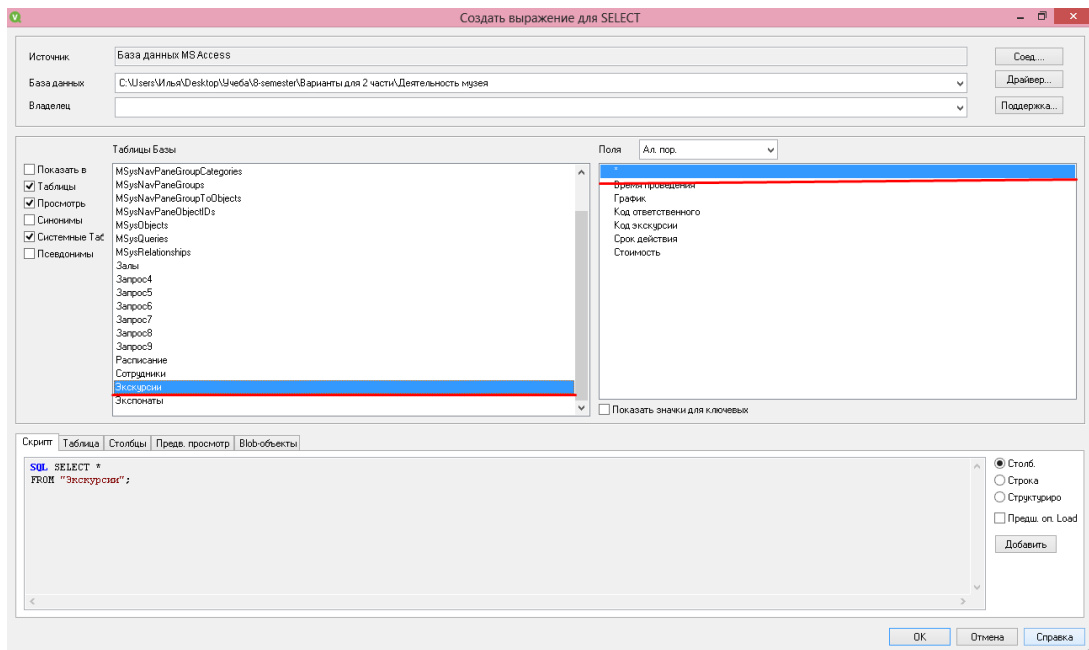 Создать выражение для SELECT
Источник
База данных MS Access
Соед....
База данных
C:\Users\Илья\Desktop\Учеба\8-semester\Варианты для 2 части\Деятельность музея
Драйвер...
Владелец
Поддержка...
Таблицы Базы
Поля
Ал. пор.
Показать в
Таблицы
Просмотрь
Синонимы
Системные Таб
Псевдонимы
MSysNavPaneGroupCategories
MSysNavPaneGroups
MSysNavPaneGroupToObjects
MSysNavPaneObjectIDs
MSysObjects
MSysQueries
MSysRelationships
Залы
Запрос4
Запрос5
Запрос6
Запрос7
Запрос8
Запрос9
Расписание
Сотрудники
Экскурсии
Экспонаты
*
Время проведения
График
Код ответственного
Код экскурсии
Срок действия
Стоимость
Показать значки для ключевых
Скрипт
Таблица
Столбцы
Предв. просмотр
Blob-объекты
SQL SELECT *
FROM "Экскурсии";
Столб.
Строка
Структуриро
Предш. оп. Load
Добавить
OK
Отмена
Справка